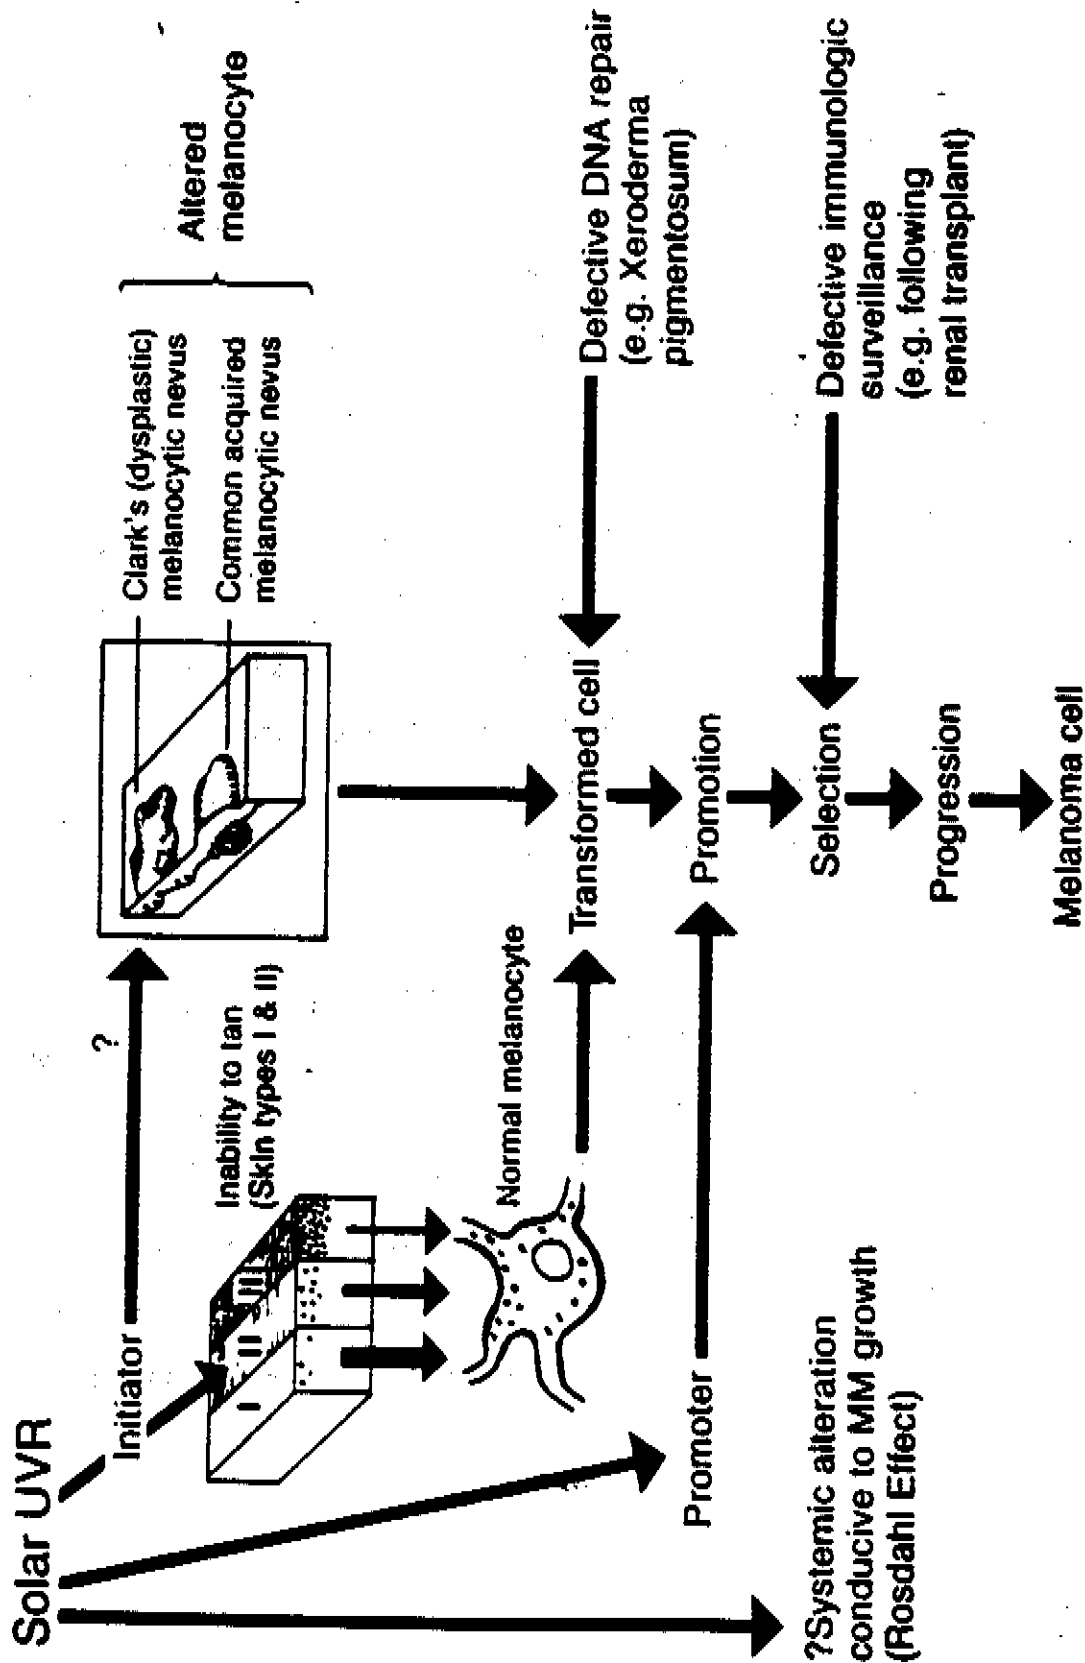 Solar UVR
Initiator
?
Clark's (dysplastic)
melanocytic nevus
Common acquired
melanocytic nevus
Altered
melanocyte
Inability to tan
(Skin types I & II)
I
II
III
Normal melanocyte
Transformed cell
Defective DNA repair
(e.g. Xeroderma
pigmentosum)
Promoter
Promotion
Selection
Defective immunologic
surveillance
(e.g. following
renal transplant)
Progression
Melanoma cell
?Systemic alteration
conducive to MM growth
(Rosdahl Effect)